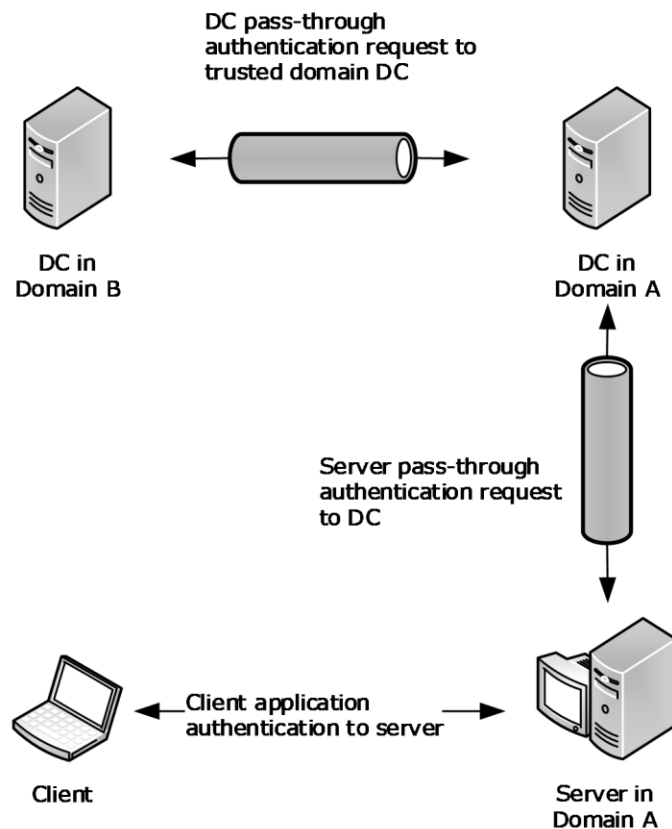 DC pass-through
authentication request to
trusted domain DC
DC in
Domain B
DC in
Domain A
Server pass-through
authentication request
to DC
Client application
authentication to server
Client
Server in
Domain A